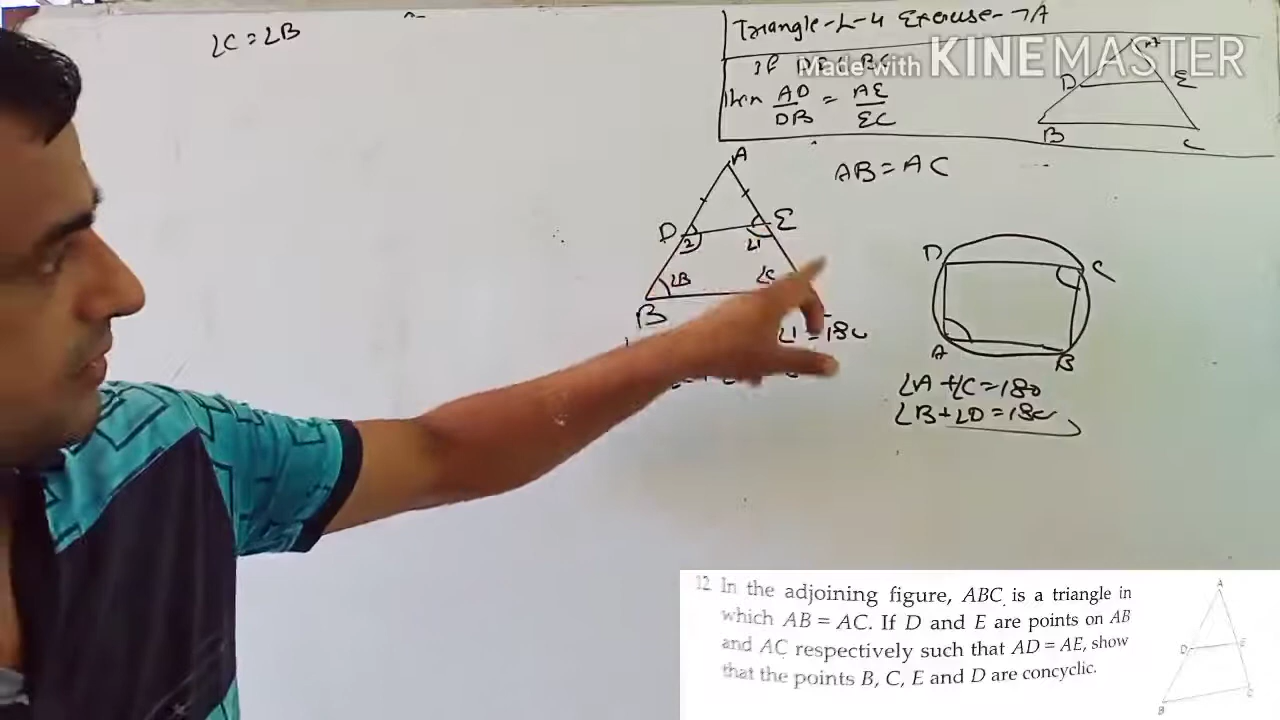 ∠C = ∠B
Triangle-L-4 Exercise-7A
If DE
Made with KINEMASTER
then AD/DB = AE/EC
A
D
E
B
C
AB = AC
A
D
E
2
∠1
∠B
∠C
B
∠1 = 180
D
C
A
B
∠A + ∠C = 180
∠B + ∠D = 180
12 In the adjoining figure, ABC is a triangle in
which AB = AC. If D and E are points on AB
and AC respectively such that AD = AE, show
that the points B, C, E and D are concyclic.
A
D
E
B
C